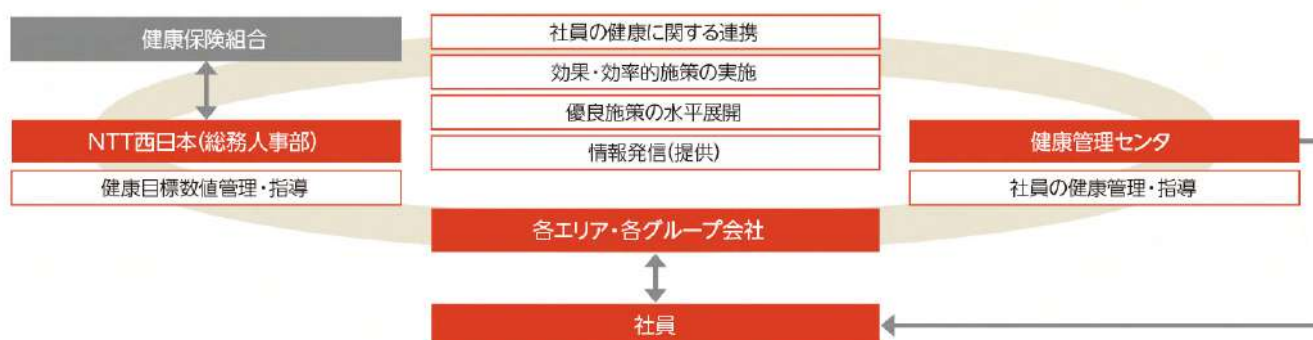 健康保険組合
NTT西日本(総務人事部)
健康目標数値管理・指導
社員の健康に関する連携
効果・効率的施策の実施
優良施策の水平展開
情報発信(提供)
健康管理センタ
社員の健康管理・指導
各エリア・各グループ会社
社員